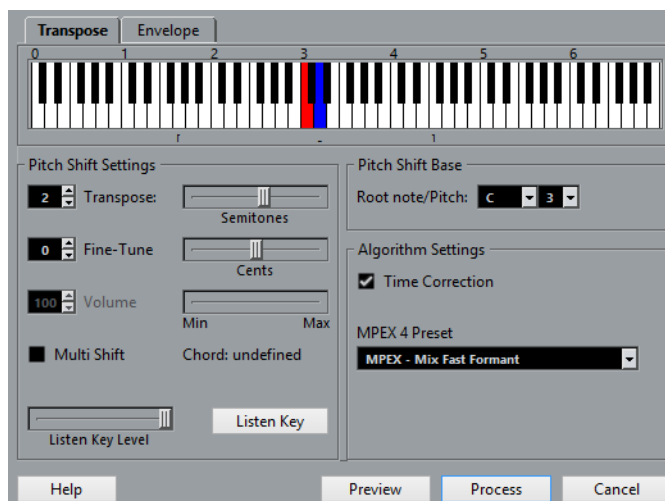 Transpose Envelope
0 1 2 3 4 5 6
Pitch Shift Settings
2 Transpose:
Semitones
0 Fine-Tune
Cents
100 Volume
Min Max
Multi Shift Chord: undefined
Listen Key Level
Listen Key
Pitch Shift Base
Root note/Pitch: C 3
Algorithm Settings
Time Correction
MPEX 4 Preset
MPEX - Mix Fast Formant
Help Preview Process Cancel